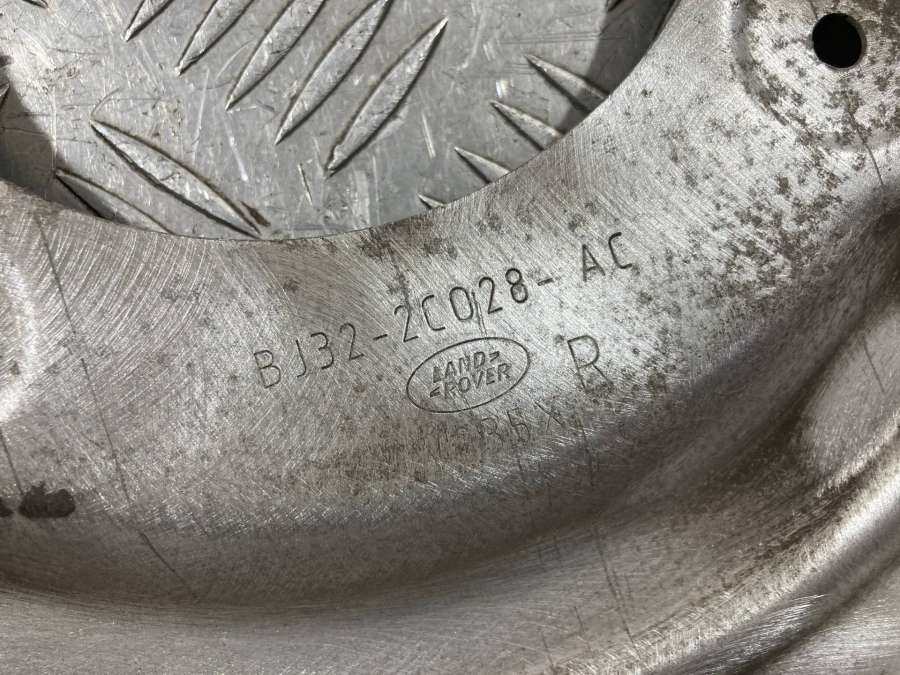 BJ32-2C028-AC
LAND=
=ROVER
R